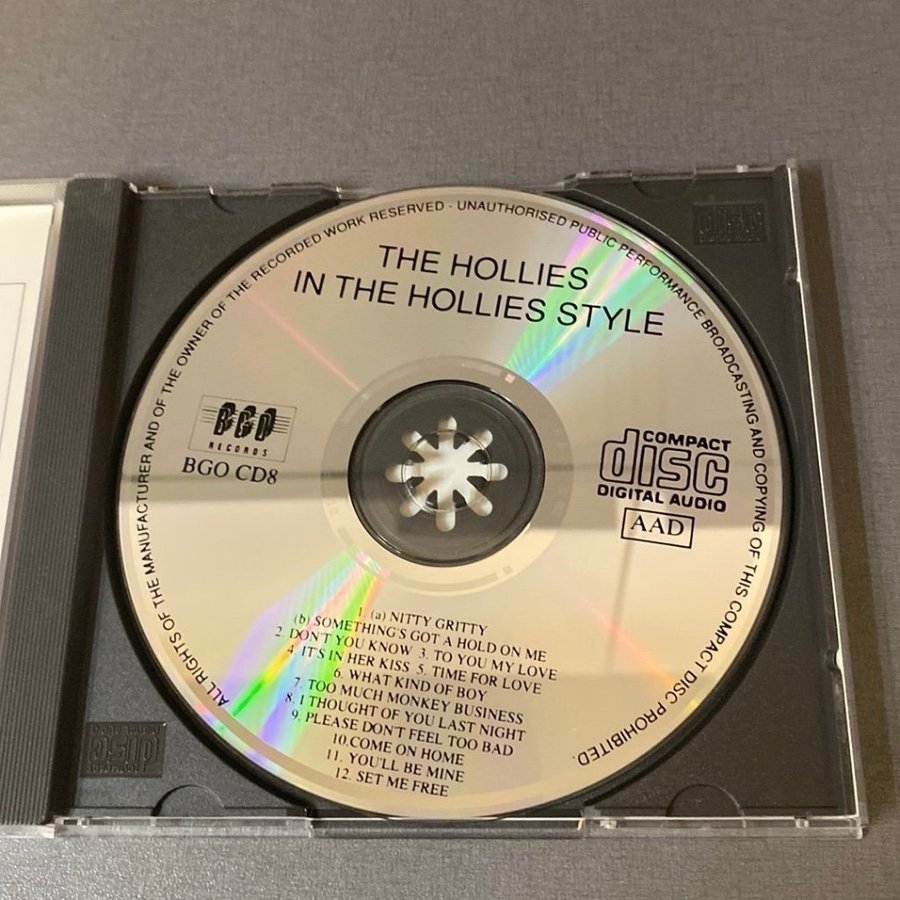 ALL RIGHTS OF THE MANUFACTURER AND OF THE OWNER OF THE RECORDED WORK RESERVED - UNAUTHORISED PUBLIC PERFORMANCE BROADCASTING AND COPYING OF THIS COMPACT DISC PROHIBITED.
THE HOLLIES
IN THE HOLLIES STYLE
BGO
RECORDS
BGO CD8
COMPACT
disc
DIGITAL AUDIO
AAD
1. (a) NITTY GRITTY
(b) SOMETHING'S GOT A HOLD ON ME
2. DON'T YOU KNOW 3. TO YOU MY LOVE
4. IT'S IN HER KISS 5. TIME FOR LOVE
6. WHAT KIND OF BOY
7. TOO MUCH MONKEY BUSINESS
8. I THOUGHT OF YOU LAST NIGHT
9. PLEASE DON'T FEEL TOO BAD
10.COME ON HOME
11. YOU'LL BE MINE
12. SET ME FREE